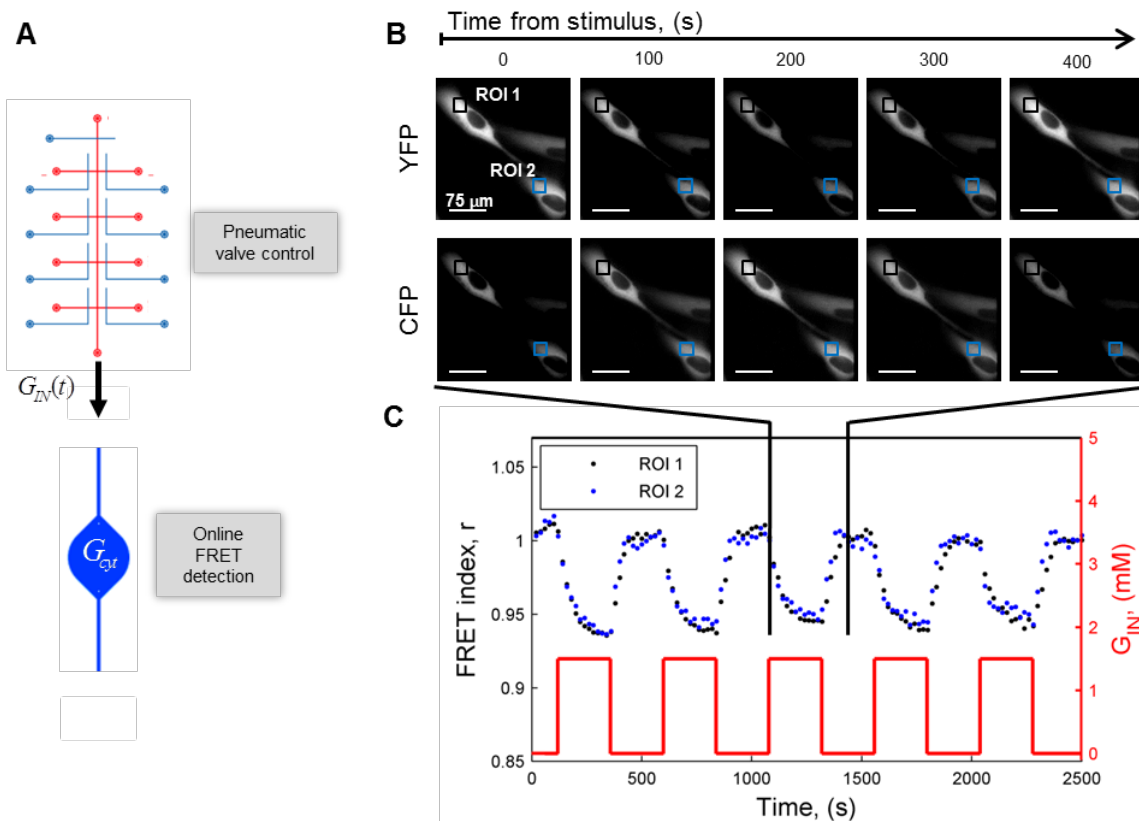 A
Pneumatic
valve control
G_IN(t)
G_cyt
Online
FRET
detection
B
Time from stimulus, (s)
0 100 200 300 400
YFP
ROI 1
ROI 2
75 μm
CFP
C
ROI 1
ROI 2
FRET index, r
1.05
1
0.95
0.9
0.85
0 500 1000 1500 2000 2500
Time, (s)
5
4
3
2
1
0
G_IN, (mM)